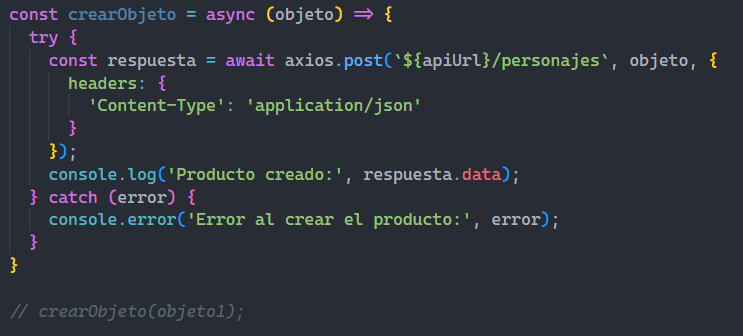 const crearObjeto = async (objeto) => {
  try {
    const respuesta = await axios.post(`${apiUrl}/personajes`, objeto, {
      headers: {
        'Content-Type': 'application/json'
      }
    });
    console.log('Producto creado:', respuesta.data);
  } catch (error) {
    console.error('Error al crear el producto:', error);
  }
}
// crearObjeto(objeto1);